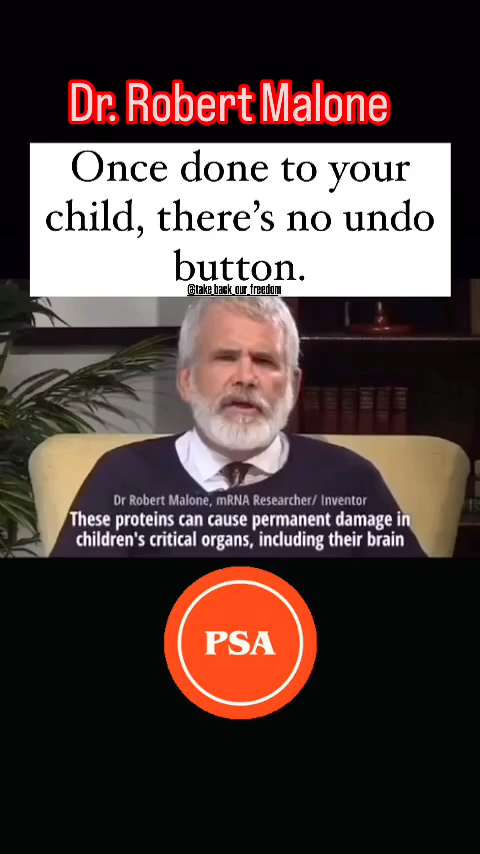 Dr. Robert Malone
Once done to your
child, there's no undo
button.
@take_back_our_freedom
Dr Robert Malone, mRNA Researcher/ Inventor
These proteins can cause permanent damage in
children's critical organs, including their brain
PSA